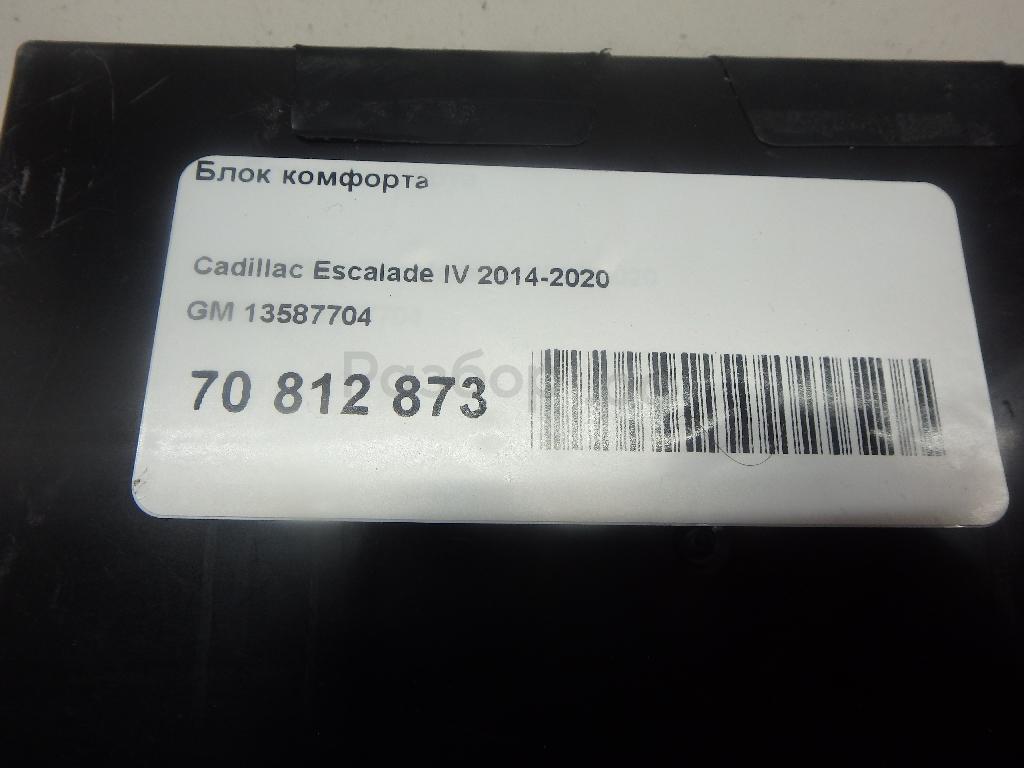 Блок комфорта
Cadillac Escalade IV 2014-2020
GM 13587704
70 812 873